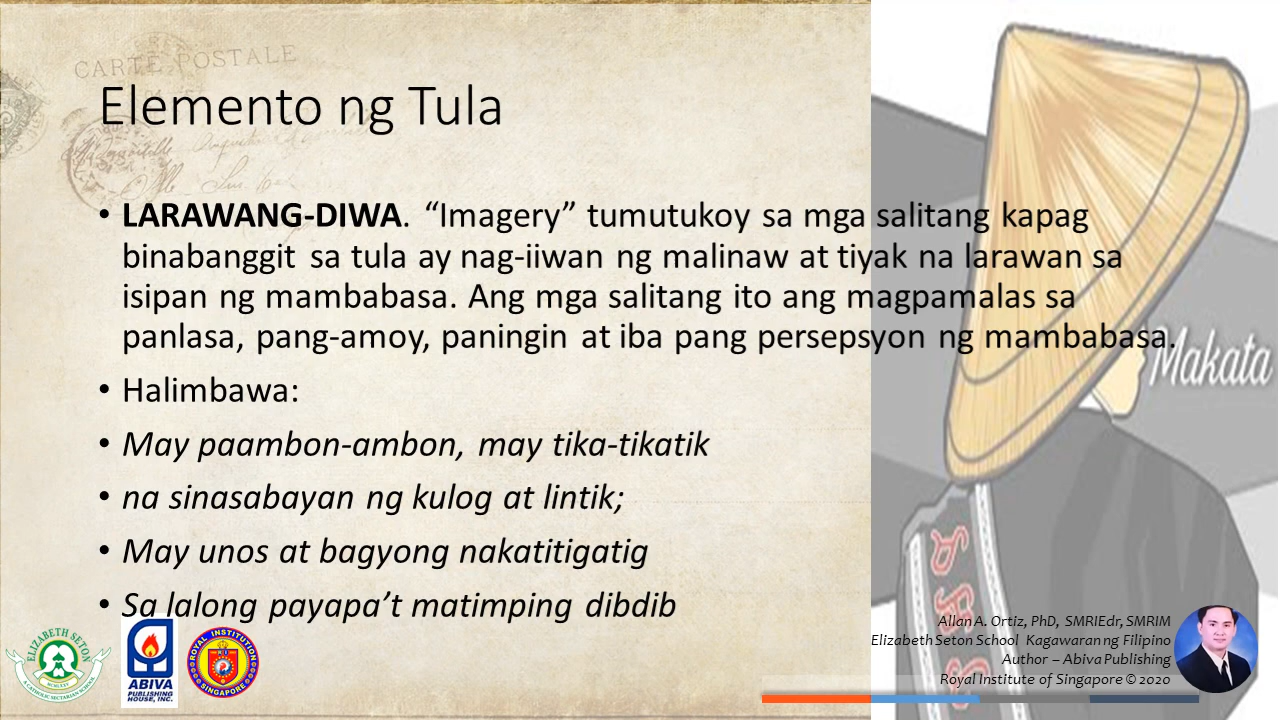 CARTE POSTALE
Elemento ng Tula
• LARAWANG-DIWA. “Imagery” tumutukoy sa mga salitang kapag
binabanggit sa tula ay nag-iiwan ng malinaw at tiyak na larawan sa
isipan ng mambabasa. Ang mga salitang ito ang magpamalas sa
panlasa, pang-amoy, paningin at iba pang persepsyon ng mambabasa.
• Halimbawa:
• May paambon-ambon, may tika-tikatik
• na sinasabayan ng kulog at lintik;
• May unos at bagyong nakatitigatig
• Sa lalong payapa’t matimping dibdib
Makata
ELIZABETH SETON
A CATHOLIC SECTARIAN SCHOOL
ABIVA
PUBLISHING
HOUSE, INC.
ROYAL INSTITUTION
SINGAPORE
Allan A. Ortiz, PhD, SMRIEdr, SMRIM
Elizabeth Seton School Kagawaran ng Filipino
Author – Abiva Publishing
Royal Institute of Singapore © 2020